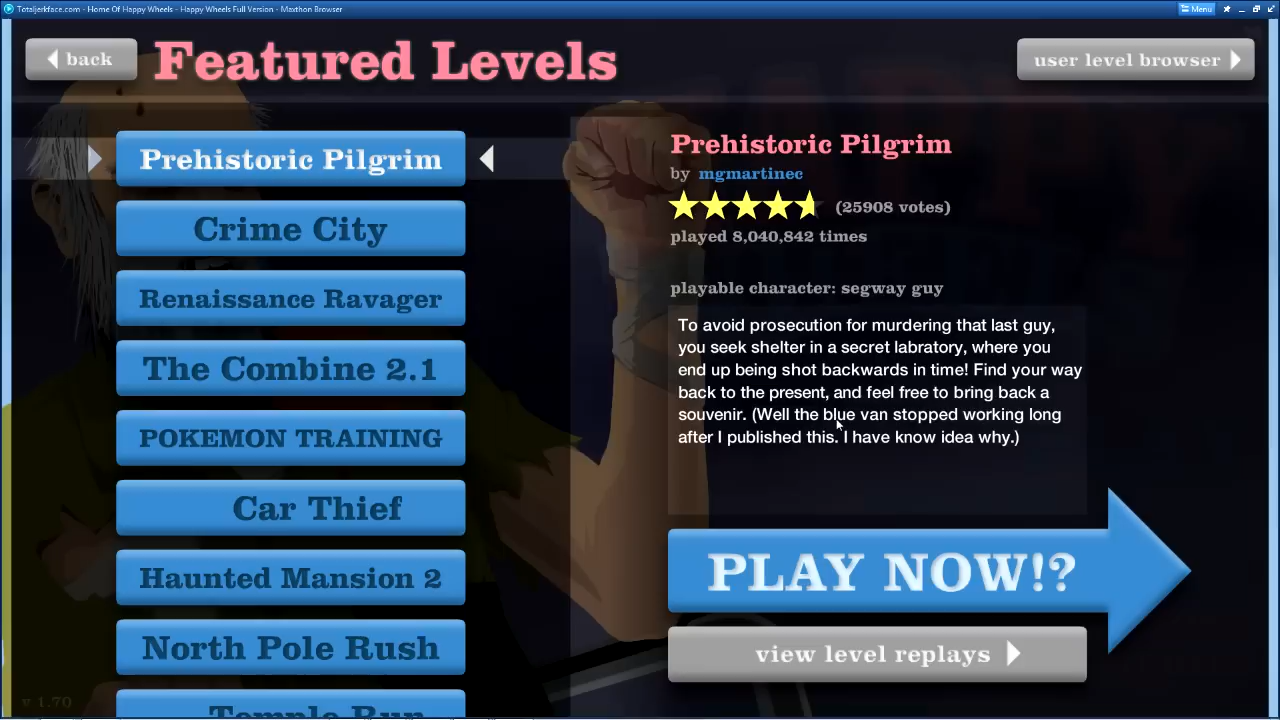 Totaljerkface.com - Home Of Happy Wheels - Happy Wheels Full Version - Maxthon Browser
Menu
back
Featured Levels
user level browser
Prehistoric Pilgrim
Crime City
Renaissance Ravager
The Combine 2.1
POKEMON TRAINING
Car Thief
Haunted Mansion 2
North Pole Rush
Temple Run
v 1.70
Prehistoric Pilgrim
by mgmartinec
(25908 votes)
played 8,040,842 times
playable character: segway guy
To avoid prosecution for murdering that last guy,
you seek shelter in a secret labratory, where you
end up being shot backwards in time! Find your way
back to the present, and feel free to bring back a
souvenir. (Well the blue van stopped working long
after I published this. I have know idea why.)
PLAY NOW!?
view level replays